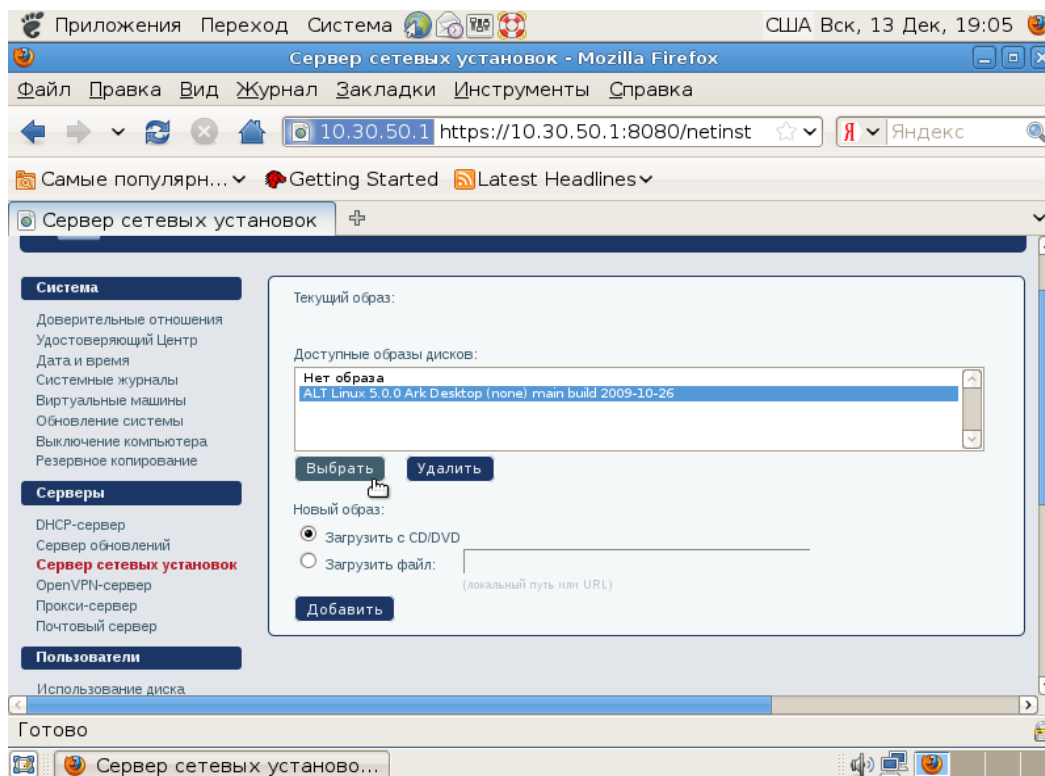 Приложения Переход Система США Вск, 13 Дек, 19:05
Сервер сетевых установок - Mozilla Firefox
Файл Правка Вид Журнал Закладки Инструменты Справка
10.30.50.1 https://10.30.50.1:8080/netinst Я Яндекс
Самые популярн... Getting Started Latest Headlines
Сервер сетевых установок
Система
Доверительные отношения
Удостоверяющий Центр
Дата и время
Системные журналы
Виртуальные машины
Обновление системы
Выключение компьютера
Резервное копирование
Серверы
DHCP-сервер
Сервер обновлений
Сервер сетевых установок
OpenVPN-сервер
Прокси-сервер
Почтовый сервер
Пользователи
Использование диска
Текущий образ:
Доступные образы дисков:
Нет образа
ALT Linux 5.0.0 Ark Desktop (none) main build 2009-10-26
Выбрать Удалить
Новый образ:
Загрузить с CD/DVD
Загрузить файл:
(локальный путь или URL)
Добавить
Готово
Сервер сетевых установо...